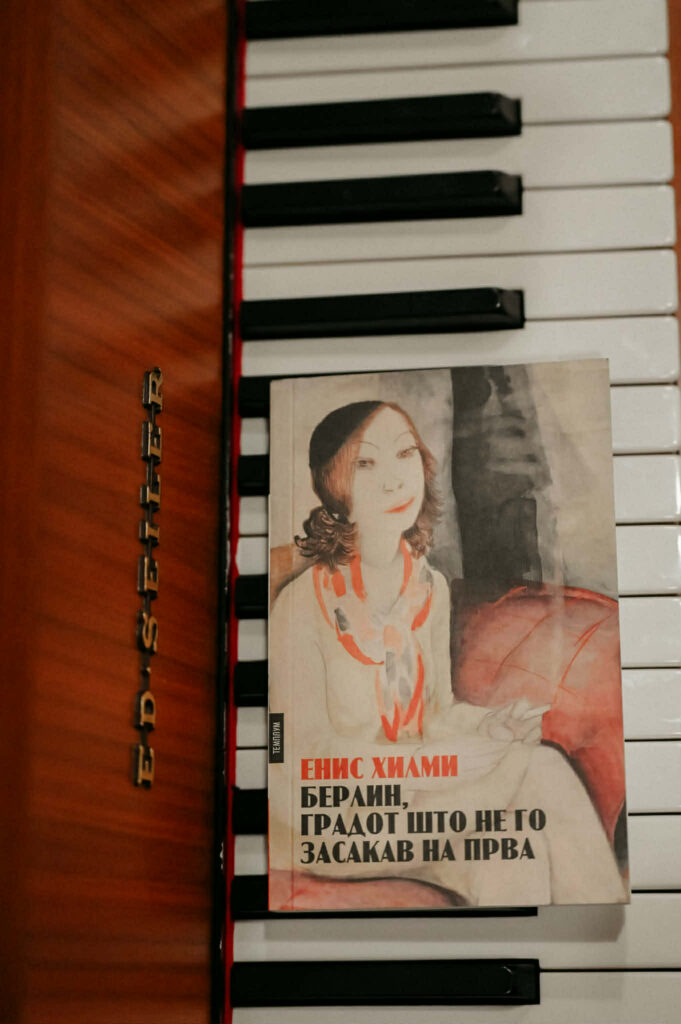 ED·SEILER
ТЕМПЛУМ
ЕНИС ХИЛМИ
БЕРЛИН,
ГРАДОТ ШТО НЕ ГО
ЗАСАКАВ НА ПРВА